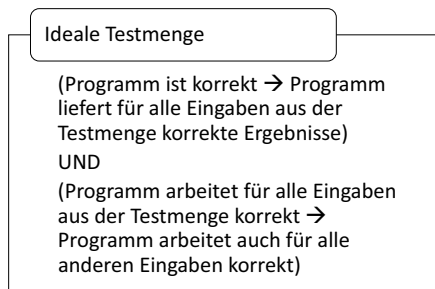 Ideale Testmenge
(Programm ist korrekt → Programm
liefert für alle Eingaben aus der
Testmenge korrekte Ergebnisse)
UND
(Programm arbeitet für alle Eingaben
aus der Testmenge korrekt →
Programm arbeitet auch für alle
anderen Eingaben korrekt)